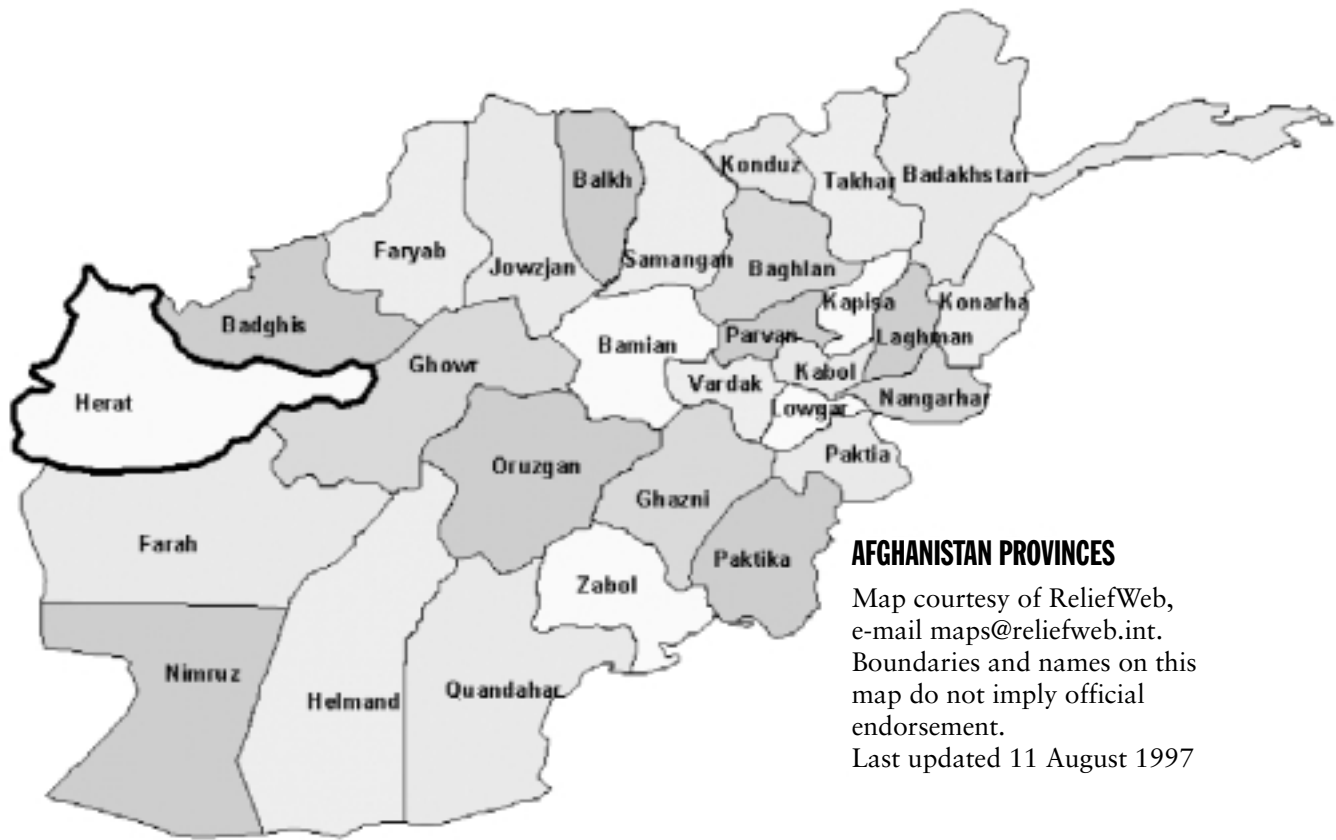 Konduz
Balkh
Takhar
Badakhstan
Faryab
Jowzjan
Samangan
Baghlan
Kapisa
Konarha
Badghis
Parvan
Laghman
Bamian
Ghowr
Kabol
Vardak
Herat
Nangarhar
Lowgar
Paktia
Oruzgan
Ghazni
Farah
Paktika
Zabol
Nimruz
Helmand
Quandahar
AFGHANISTAN PROVINCES
Map courtesy of ReliefWeb,
e-mail maps@reliefweb.int.
Boundaries and names on this
map do not imply official
endorsement.
Last updated 11 August 1997